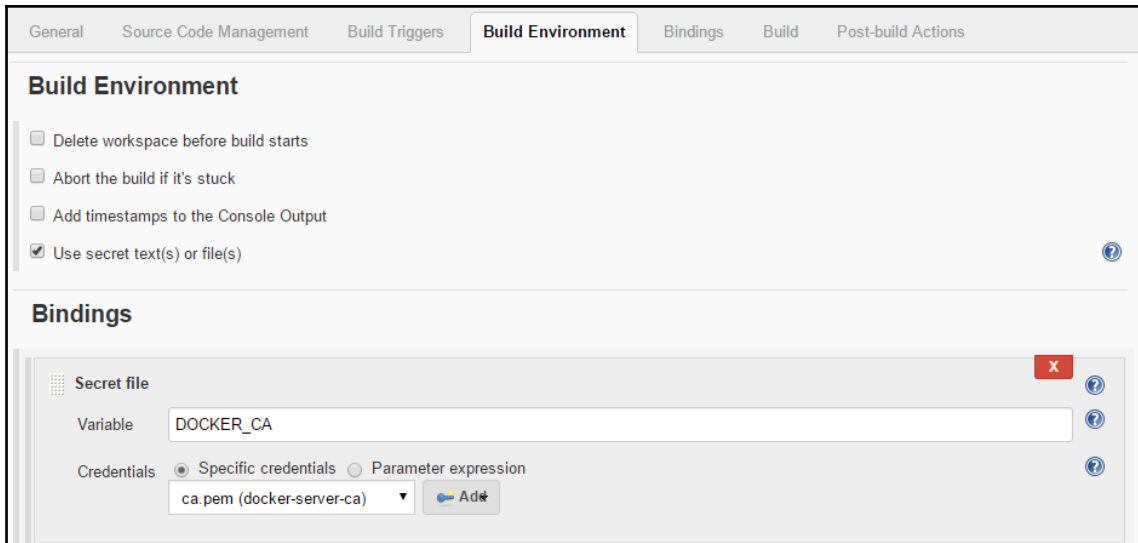 General Source Code Management Build Triggers Build Environment Bindings Build Post-build Actions
Build Environment
Delete workspace before build starts
Abort the build if it's stuck
Add timestamps to the Console Output
Use secret text(s) or file(s)
Bindings
X
Secret file
Variable DOCKER_CA
Credentials Specific credentials Parameter expression
ca.pem (docker-server-ca) Add